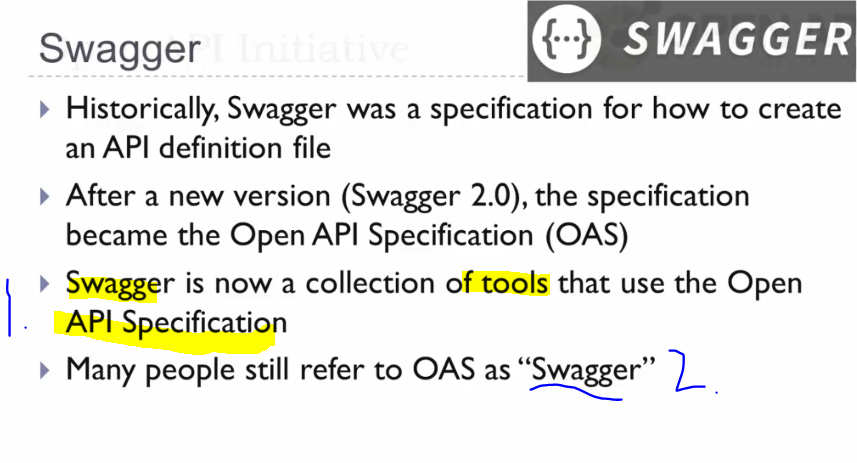 Swagger
{···} SWAGGER
Historically, Swagger was a specification for how to create
an API definition file
After a new version (Swagger 2.0), the specification
became the Open API Specification (OAS)
1. Swagger is now a collection of tools that use the Open
API Specification
Many people still refer to OAS as “Swagger” 2.